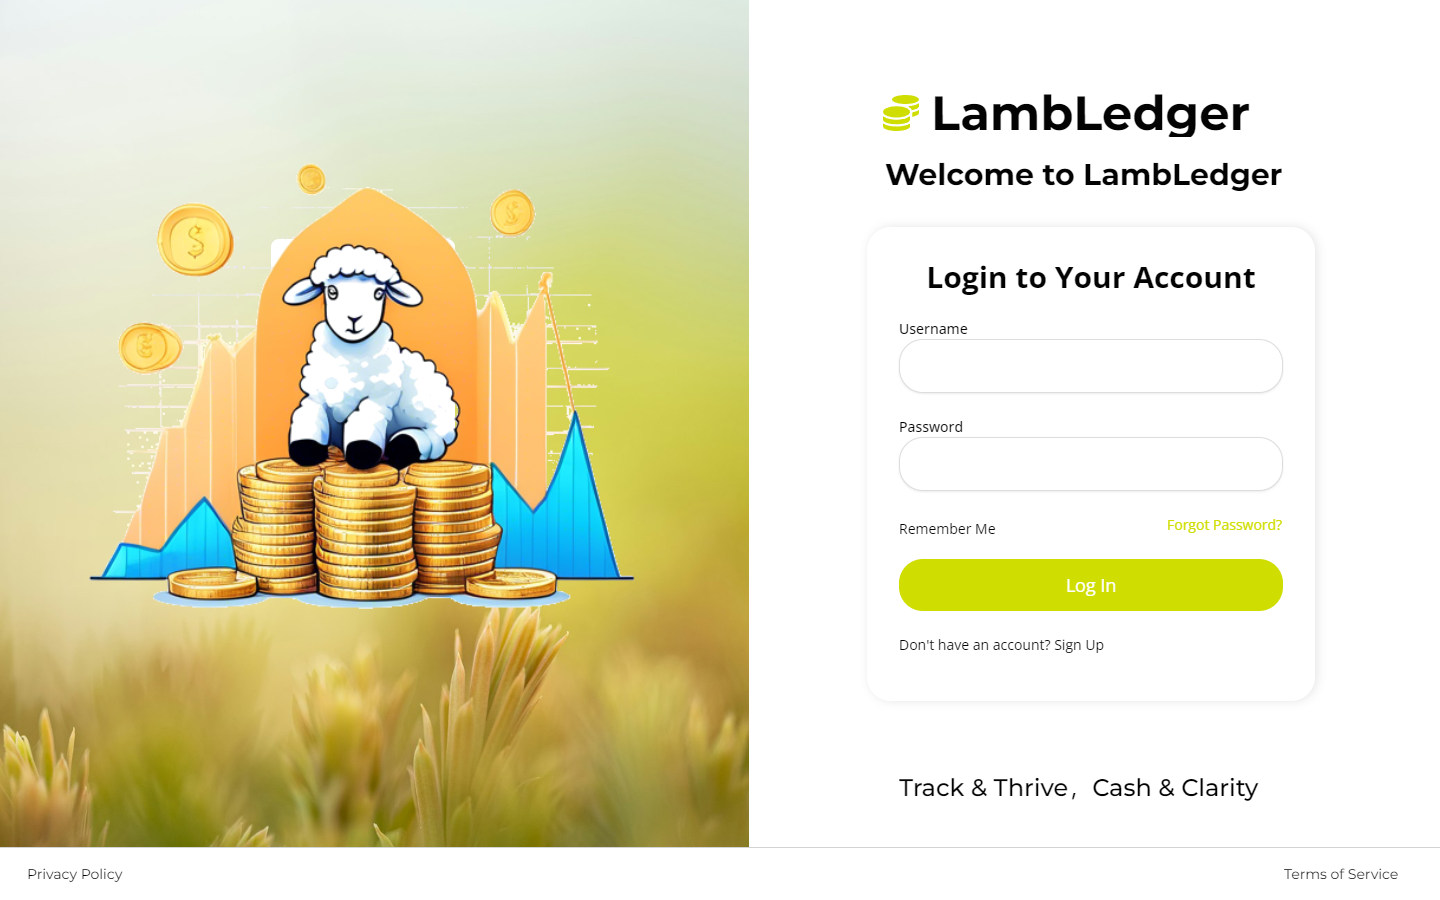 LambLedger
Welcome to LambLedger
Login to Your Account
Username
Password
Remember Me
Forgot Password?
Log In
Don't have an account? Sign Up
Track & Thrive，Cash & Clarity
Privacy Policy
Terms of Service